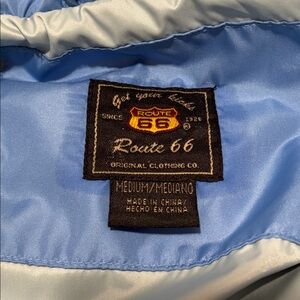 Get your kicks
SINCE ROUTE 1926
66 ®
Route 66
ORIGINAL CLOTHING CO.
MEDIUM/MEDIANO
MADE IN CHINA/
HECHO EN CHINA